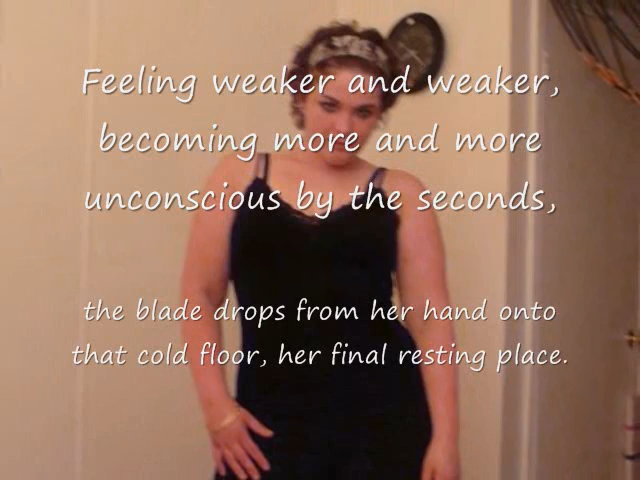 Feeling weaker and weaker,
becoming more and more
unconscious by the seconds,
the blade drops from her hand onto
that cold floor, her final resting place.